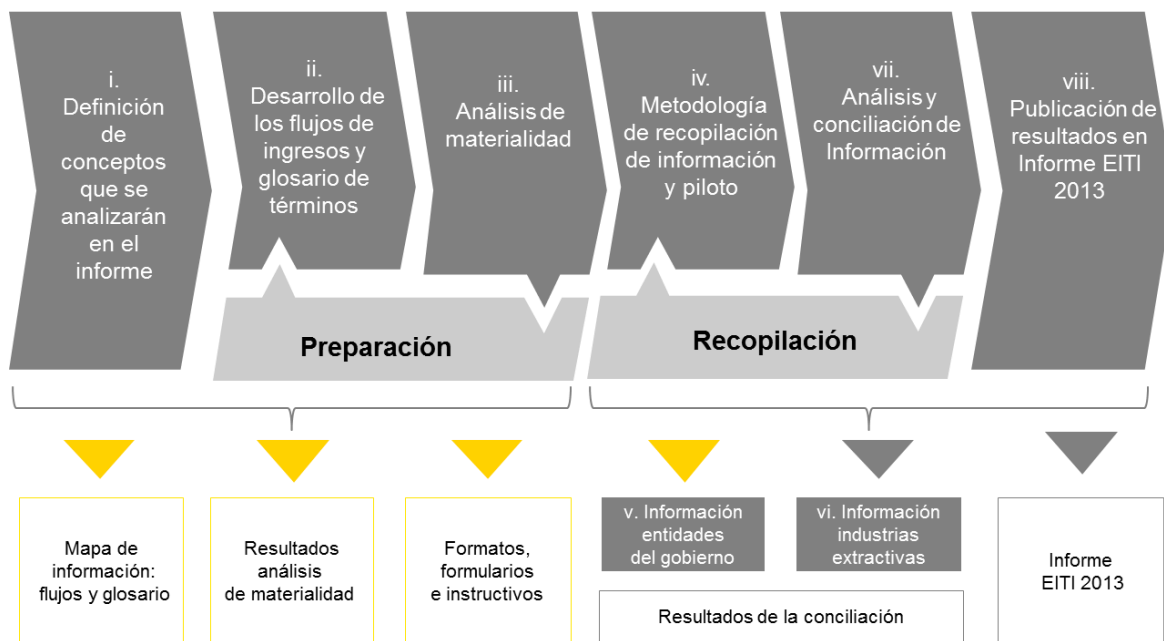 i.
Definición
de
conceptos
que se
analizarán
en el
informe
ii.
Desarrollo de
los flujos de
ingresos y
glosario de
términos
iii.
Análisis de
materialidad
iv.
Metodología
de recopilación
de información
y piloto
vii.
Análisis y
conciliación de
Información
viii.
Publicación de
resultados en
Informe EITI
2013
Preparación
Recopilación
Mapa de
información:
flujos y glosario
Resultados
análisis
de materialidad
Formatos,
formularios
e instructivos
v. Información
entidades
del gobierno
vi. Información
industrias
extractivas
Resultados de la conciliación
Informe
EITI 2013